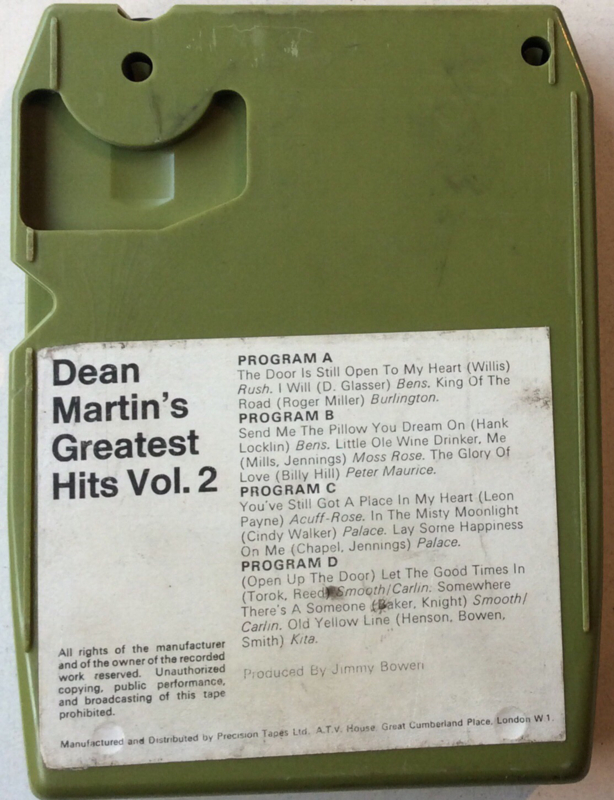 Dean
Martin's
Greatest
Hits Vol. 2
PROGRAM A
The Door Is Still Open To My Heart (Willis)
Rush. I Will (D. Glasser) Bens. King Of The
Road (Roger Miller) Burlington.
PROGRAM B
Send Me The Pillow You Dream On (Hank
Locklin) Bens. Little Ole Wine Drinker, Me
(Mills, Jennings) Moss Rose. The Glory Of
Love (Billy Hill) Peter Maurice.
PROGRAM C
You've Still Got A Place In My Heart (Leon
Payne) Acuff-Rose. In The Misty Moonlight
(Cindy Walker) Palace. Lay Some Happiness
On Me (Chapel, Jennings) Palace.
PROGRAM D
(Open Up The Door) Let The Good Times In
(Torok, Reed) Smooth/Carlin. Somewhere
There's A Someone (Baker, Knight) Smooth/
Carlin. Old Yellow Line (Henson, Bowen,
Smith) Kita.
Produced By Jimmy Bowen
All rights of the manufacturer
and of the owner of the recorded
work reserved. Unauthorized
copying, public performance,
and broadcasting of this tape
prohibited.
Manufactured and Distributed by Precision Tapes Ltd. A.T.V. House, Great Cumberland Place, London W 1.